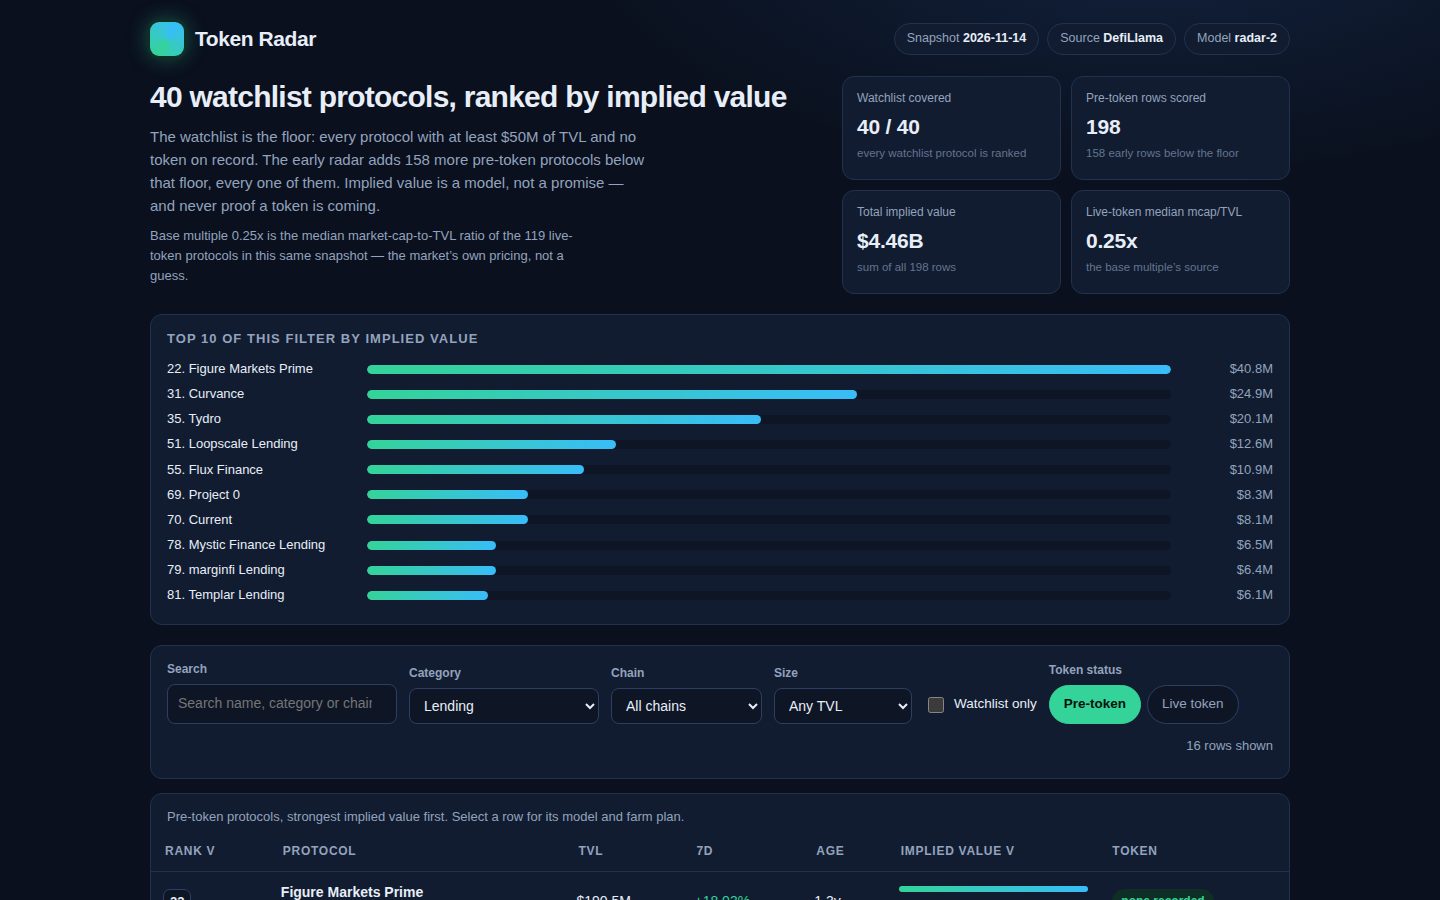 Token Radar
Snapshot 2026-11-14
Source DefiLlama
Model radar-2
40 watchlist protocols, ranked by implied value
The watchlist is the floor: every protocol with at least $50M of TVL and no
token on record. The early radar adds 158 more pre-token protocols below
that floor, every one of them. Implied value is a model, not a promise —
and never proof a token is coming.
Base multiple 0.25x is the median market-cap-to-TVL ratio of the 119 live-
token protocols in this same snapshot — the market's own pricing, not a
guess.
Watchlist covered
40 / 40
every watchlist protocol is ranked
Pre-token rows scored
198
158 early rows below the floor
Total implied value
$4.46B
sum of all 198 rows
Live-token median mcap/TVL
0.25x
the base multiple's source
TOP 10 OF THIS FILTER BY IMPLIED VALUE
22. Figure Markets Prime $40.8M
31. Curvance $24.9M
35. Tydro $20.1M
51. Loopscale Lending $12.6M
55. Flux Finance $10.9M
69. Project 0 $8.3M
70. Current $8.1M
78. Mystic Finance Lending $6.5M
79. marginfi Lending $6.4M
81. Templar Lending $6.1M
Search
Search name, category or chain
Category
Lending
Chain
All chains
Size
Any TVL
Watchlist only
Token status
Pre-token
Live token
16 rows shown
Pre-token protocols, strongest implied value first. Select a row for its model and farm plan.
RANK V PROTOCOL TVL 7D AGE IMPLIED VALUE V TOKEN
Figure Markets Prime